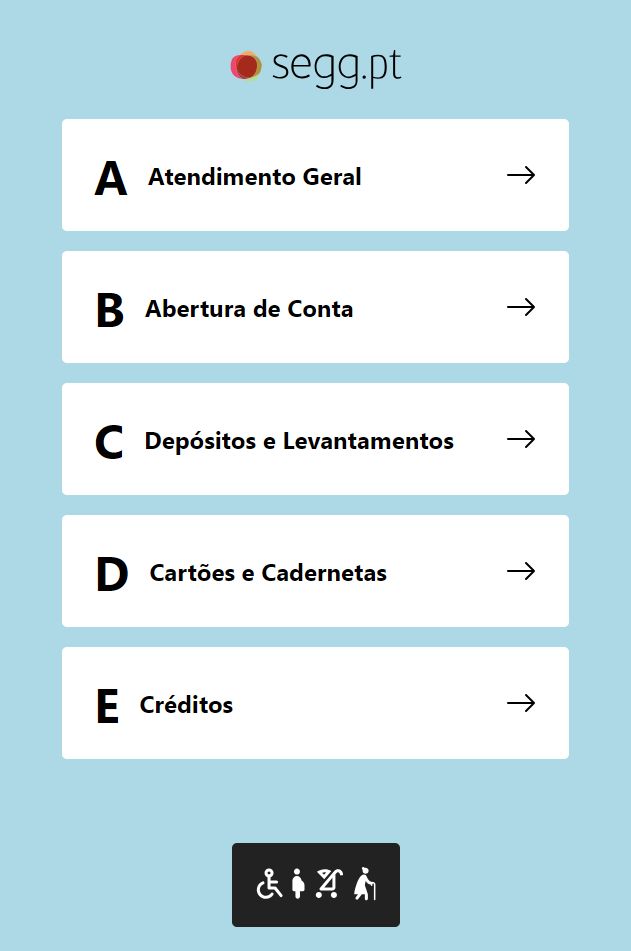 segg.pt
A Atendimento Geral
B Abertura de Conta
C Depósitos e Levantamentos
D Cartões e Cadernetas
E Créditos